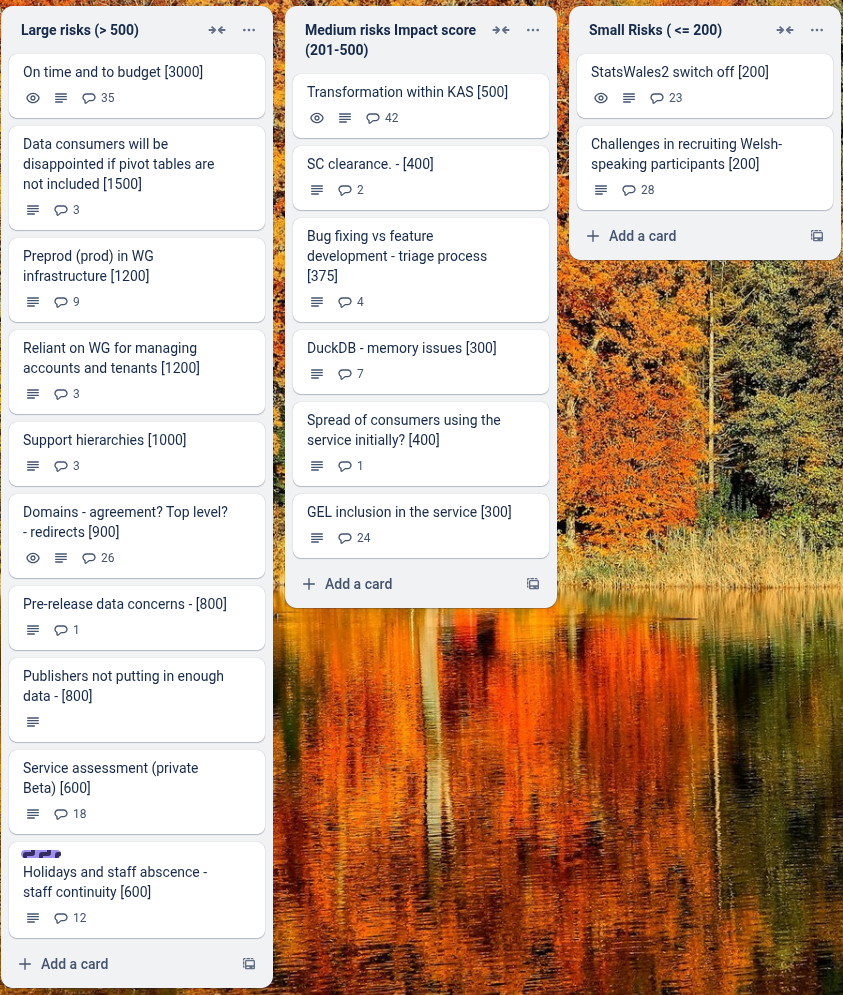 Large risks (> 500)
On time and to budget [3000]
35
Data consumers will be
disappointed if pivot tables are
not included [1500]
3
Preprod (prod) in WG
infrastructure [1200]
9
Reliant on WG for managing
accounts and tenants [1200]
3
Support hierarchies [1000]
3
Domains - agreement? Top level?
- redirects [900]
26
Pre-release data concerns - [800]
1
Publishers not putting in enough
data - [800]
Service assessment (private
Beta) [600]
18
Holidays and staff abscence -
staff continuity [600]
12
Add a card
Medium risks Impact score
(201-500)
Transformation within KAS [500]
42
SC clearance. - [400]
2
Bug fixing vs feature
development - triage process
[375]
4
DuckDB - memory issues [300]
7
Spread of consumers using the
service initially? [400]
1
GEL inclusion in the service [300]
24
Add a card
Small Risks ( <= 200)
StatsWales2 switch off [200]
23
Challenges in recruiting Welsh-
speaking participants [200]
28
Add a card